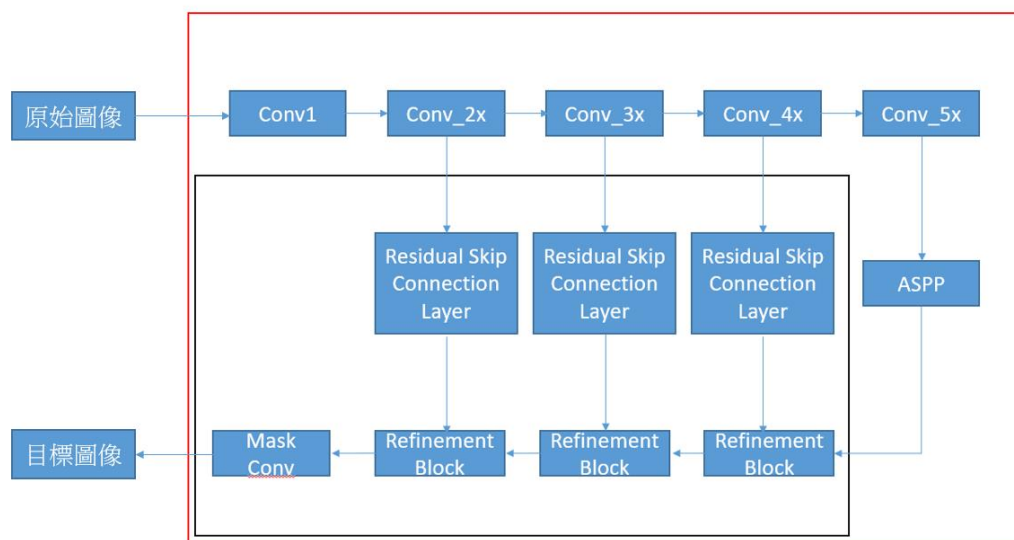 原始圖像
Conv1
Conv_2x
Conv_3x
Conv_4x
Conv_5x
Residual Skip
Connection
Layer
Residual Skip
Connection
Layer
Residual Skip
Connection
Layer
ASPP
目標圖像
Mask
Conv
Refinement
Block
Refinement
Block
Refinement
Block